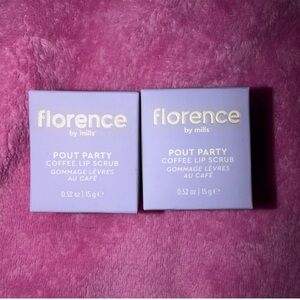 florence
by mills
POUT PARTY
COFFEE LIP SCRUB
GOMMAGE LÈVRES
AU CAFÉ
0.52 oz | 15 g ℮
florence
by mills
POUT PARTY
COFFEE LIP SCRUB
GOMMAGE LÈVRES
AU CAFÉ
0.52 oz | 15 g ℮